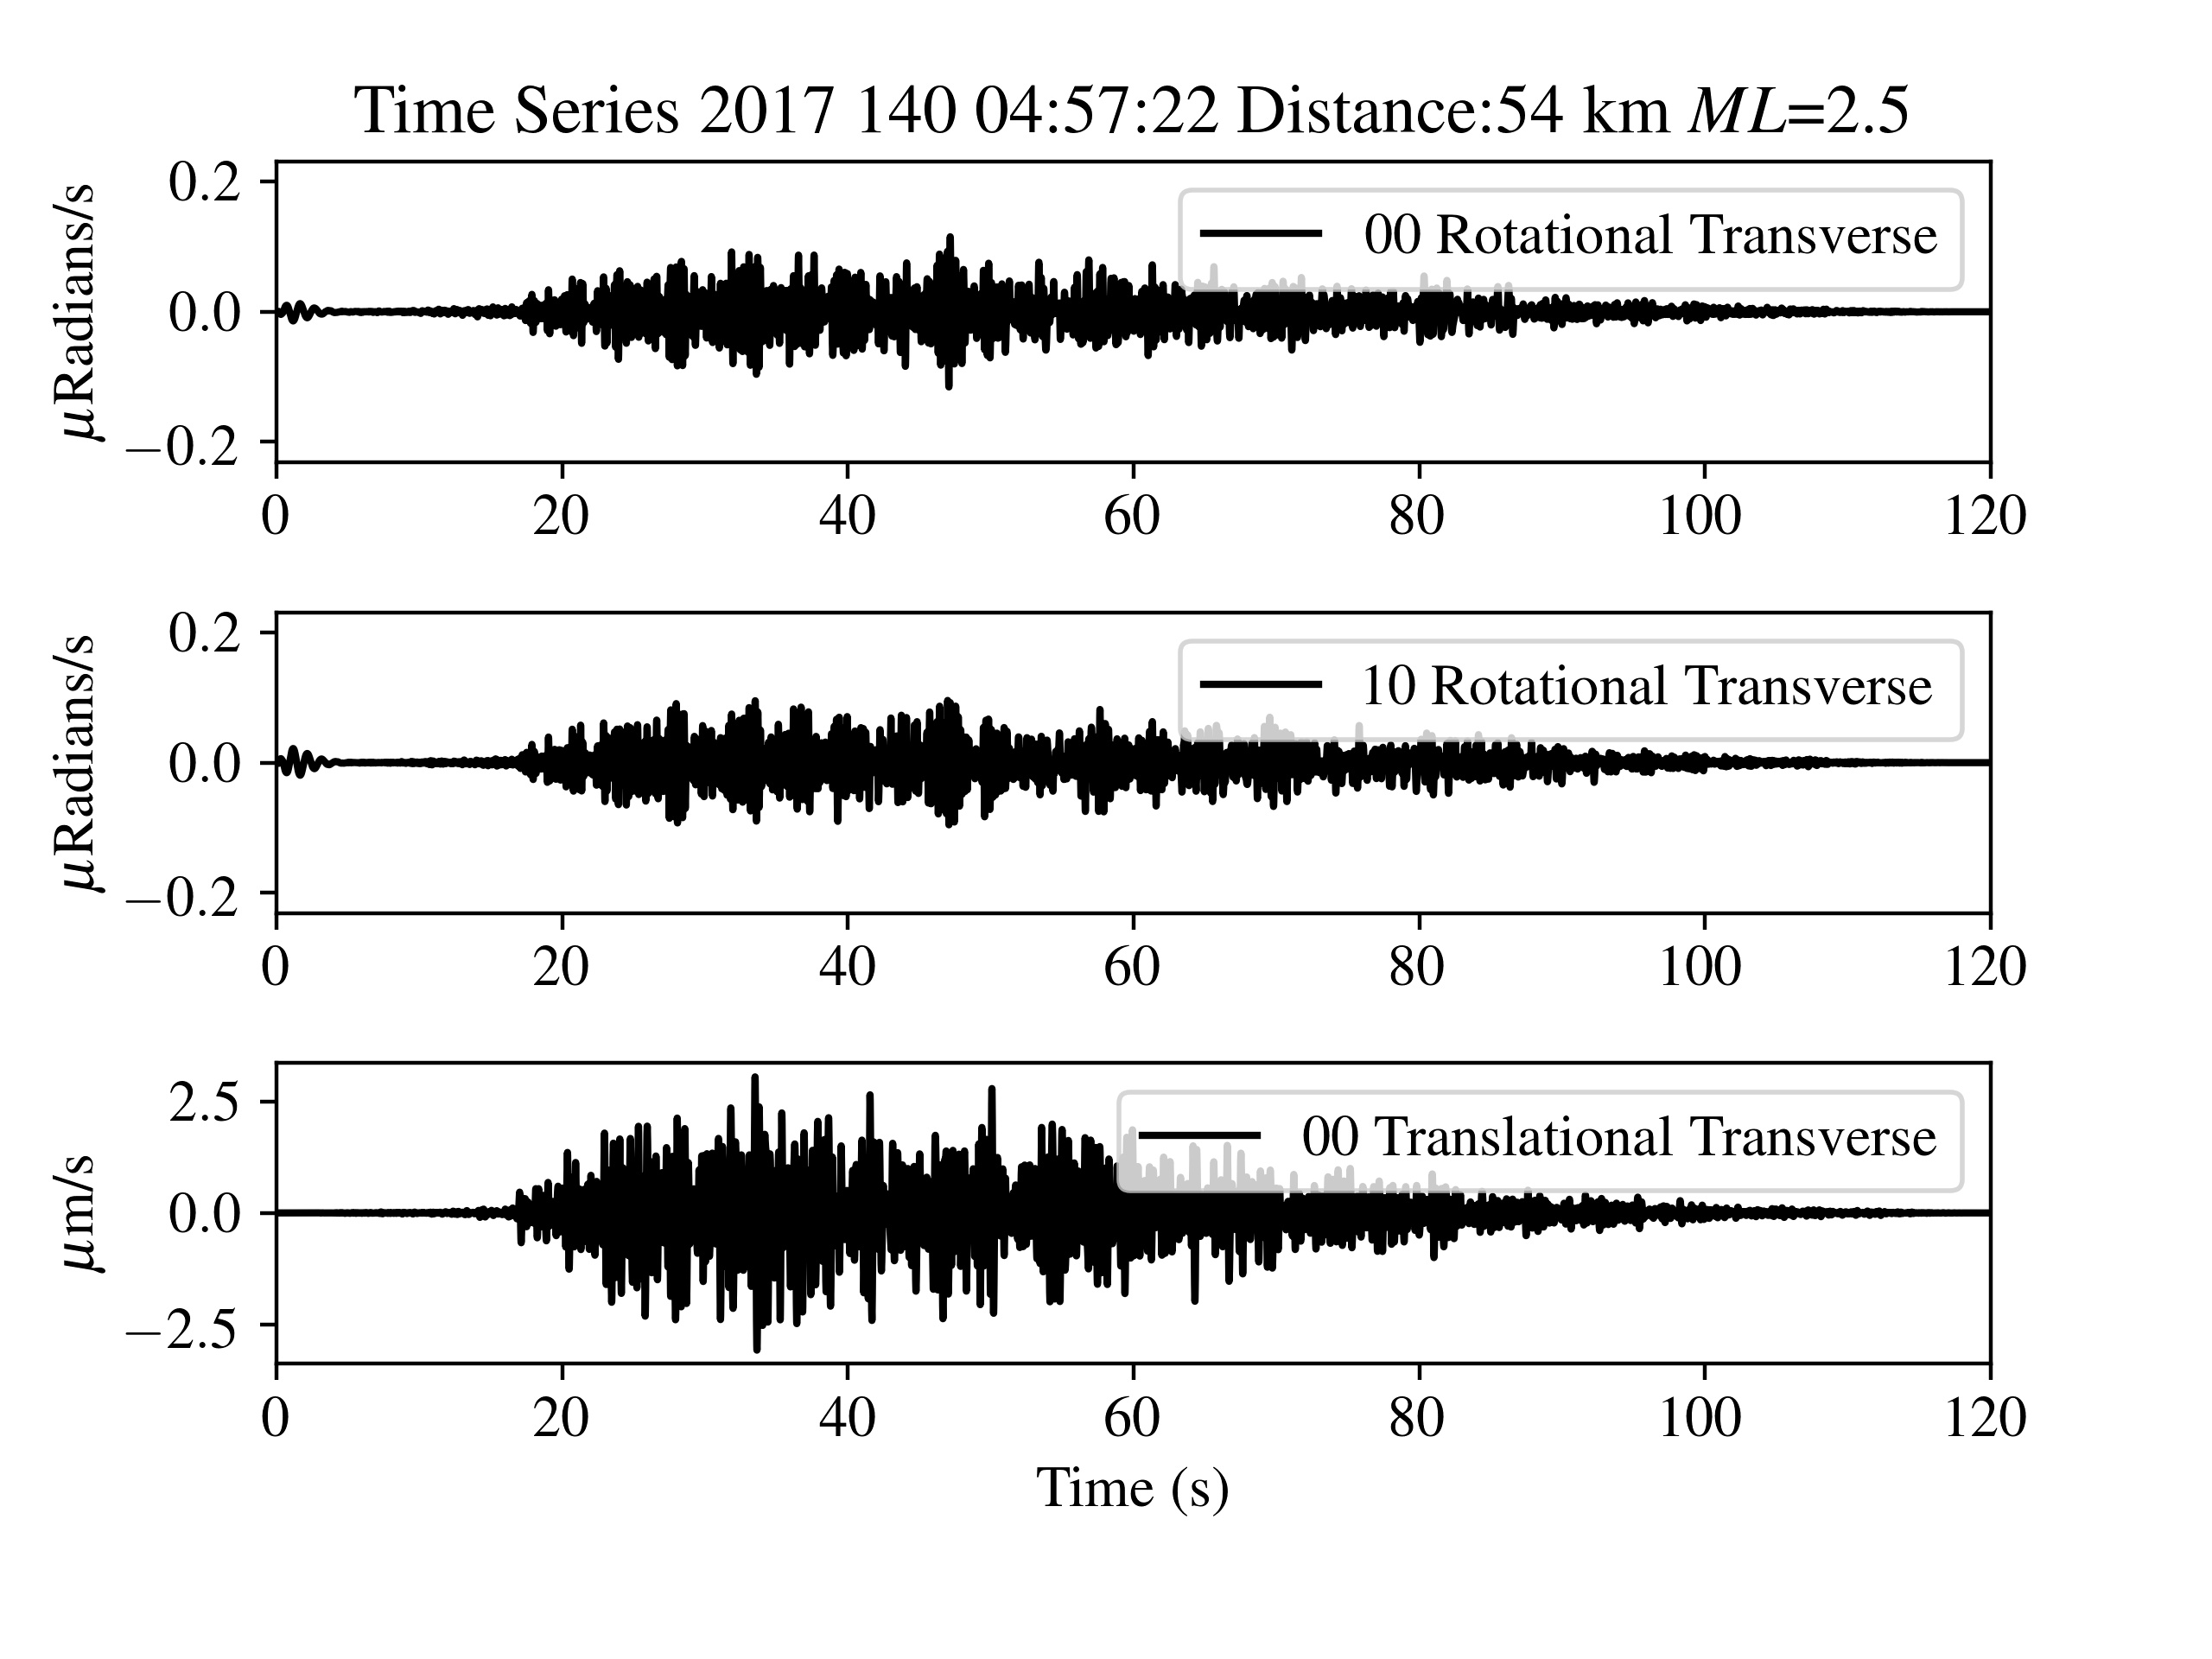 Time Series 2017 140 04:57:22 Distance:54 km ML=2.5
0.2
0.0
−0.2
μRadians/s
00 Rotational Transverse
0 20 40 60 80 100 120
0.2
0.0
−0.2
μRadians/s
10 Rotational Transverse
0 20 40 60 80 100 120
2.5
0.0
−2.5
μm/s
00 Translational Transverse
0 20 40 60 80 100 120
Time (s)